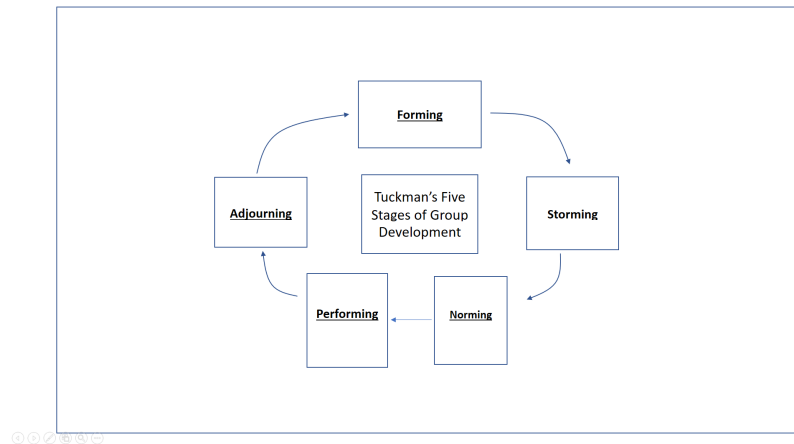 Forming
Tuckman's Five
Stages of Group
Development
Adjourning
Storming
Performing
Norming